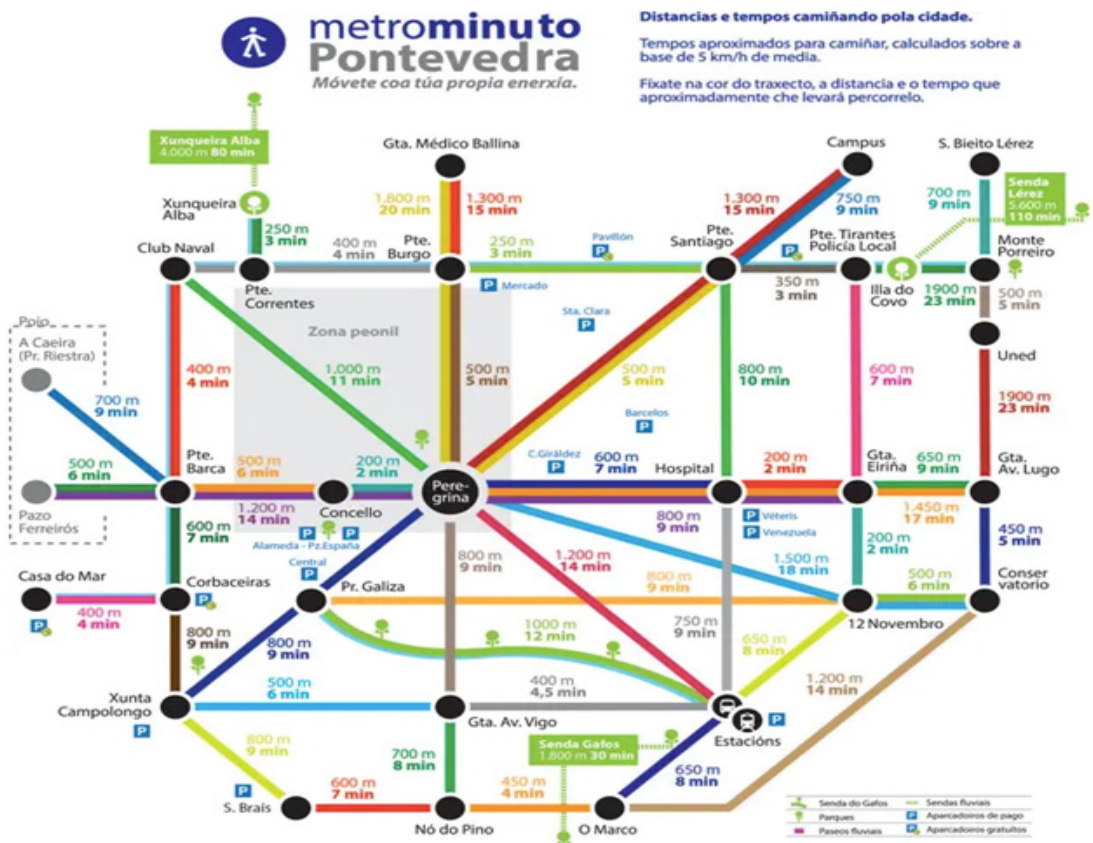 metrominuto
Pontevedra
Móvete coa túa propia enerxía.
Distancias e tempos camiñando pola cidade.
Tempos aproximados para camiñar, calculados sobre a
base de 5 km/h de media.
Fíxate na cor do traxecto, a distancia e o tempo que
aproximadamente che levará percorrelo.
Xunqueira Alba
4.000 m 80 min
Gta. Médico Ballina
Campus
S. Bieito Lérez
Senda
Lérez
5.600 m
110 min
Xunqueira
Alba
1.800 m
20 min
1.300 m
15 min
1.300 m
15 min
750 m
9 min
700 m
9 min
250 m
3 min
Club Naval
400 m
4 min
Pte.
Burgo
250 m
3 min
Pavillón
P
Pte.
Santiago
P
Pte. Tirantes
Policía Local
Monte
Porreiro
Pte.
Correntes
P Mercado
350 m
3 min
Illa do
Covo
1900 m
23 min
500 m
5 min
Sta. Clara
P
Zona peonil
Poio
A Caeira
(Pr. Riestra)
Uned
400 m
4 min
1.000 m
11 min
500 m
5 min
500 m
5 min
800 m
10 min
600 m
7 min
1900 m
23 min
700 m
9 min
Barcelos
P
500 m
6 min
Pte.
Barca
500 m
6 min
200 m
2 min
Pere-
grina
C.Giráldez
P
600 m
7 min
Hospital
200 m
2 min
Gta.
Eiriña
650 m
9 min
Gta.
Av. Lugo
Pazo
Ferreirós
1.200 m
14 min
Concello
800 m
9 min
P Véteris
P Venezuela
1.450 m
17 min
600 m
7 min
P
P
Alameda - Pz.España
Central
P
800 m
9 min
1.200 m
14 min
1.500 m
18 min
200 m
2 min
450 m
5 min
Casa do Mar
Corbaceiras
Pr. Galiza
800 m
9 min
500 m
6 min
Conser
vatorio
P
400 m
4 min
P
12 Novembro
800 m
9 min
800 m
9 min
1000 m
12 min
750 m
9 min
650 m
8 min
500 m
6 min
400 m
4,5 min
1.200 m
14 min
Xunta
Campolongo
P
Gta. Av. Vigo
Estacións
P
800 m
9 min
700 m
8 min
Senda Gafos
1.800 m 30 min
650 m
8 min
P
S. Brais
600 m
7 min
450 m
4 min
Nó do Pino
O Marco
Senda do Gafos
Sendas fluviais
Parques
P Aparcadoiros de pago
Paseos fluviais
P Aparcadoiros gratuítos